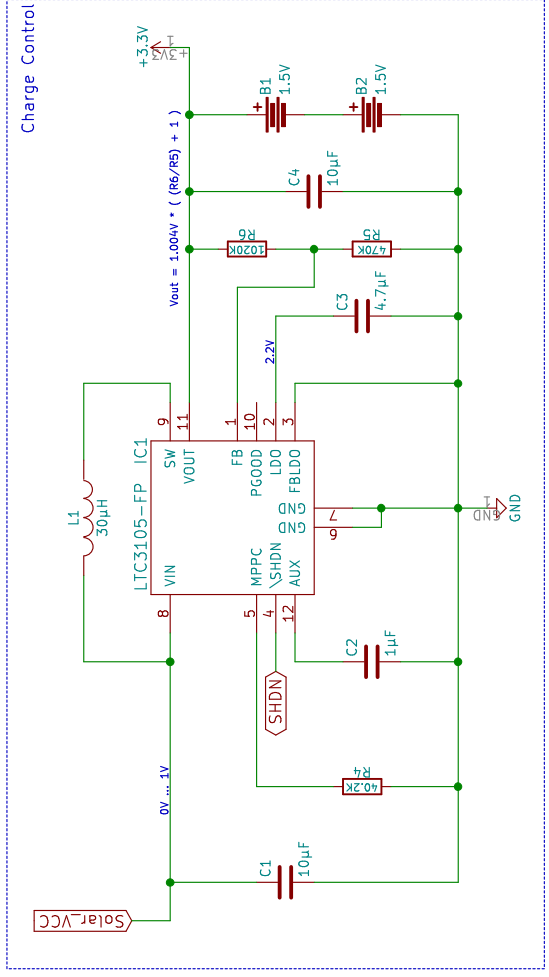 Charge Control
+3.3V
+3V3
1
B1
1.5V
B2
1.5V
Vout = 1.004V * ( (R6/R5) + 1 )
C4
10µF
R6
1020K
R5
470K
C3
4.7µF
2.2V
L1
30µH
LTC3105-FP
IC1
9
SW
11
VOUT
1
FB
10
PGOOD
2
LDO
3
FBLDO
GND
7
GND
6
8
VIN
5
MPPC
4
\SHDN
12
AUX
1
GND
GND
C2
1µF
SHDN
R4
40.2K
0V ... 1V
C1
10µF
Solar_VCC